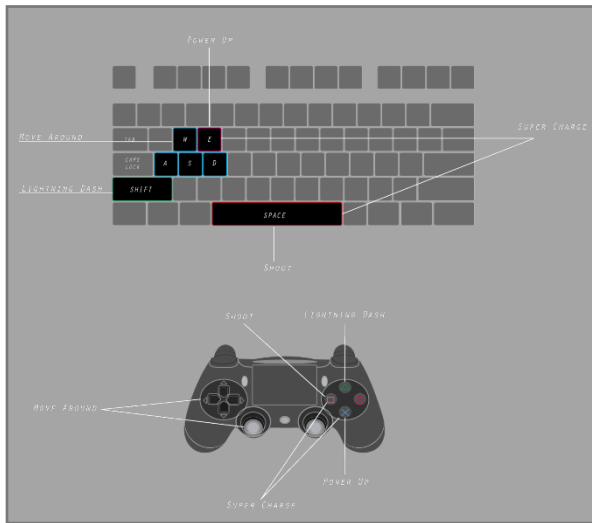 POWER UP
MOVE AROUND
TAB
W
E
SUPER CHARGE
CAPS
LOCK
A
S
D
LIGHTNING DASH
SHIFT
SPACE
SHOOT
SHOOT
LIGHTNING DASH
MOVE AROUND
POWER UP
SUPER CHARGE